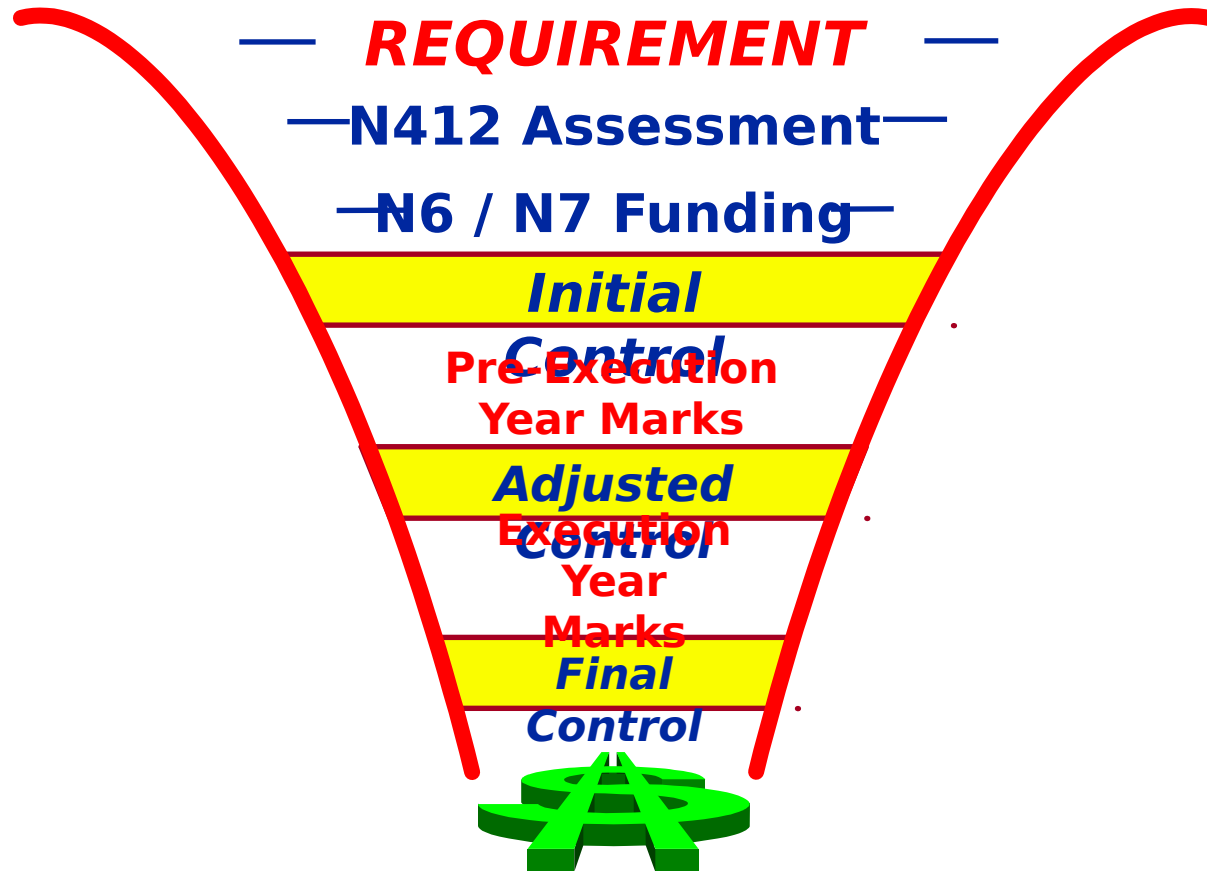 REQUIREMENT
N412 Assessment
N6 / N7 Funding
Initial
Control
Pre-Execution
Year Marks
Adjusted
Control
Execution
Year
Marks
Final
Control